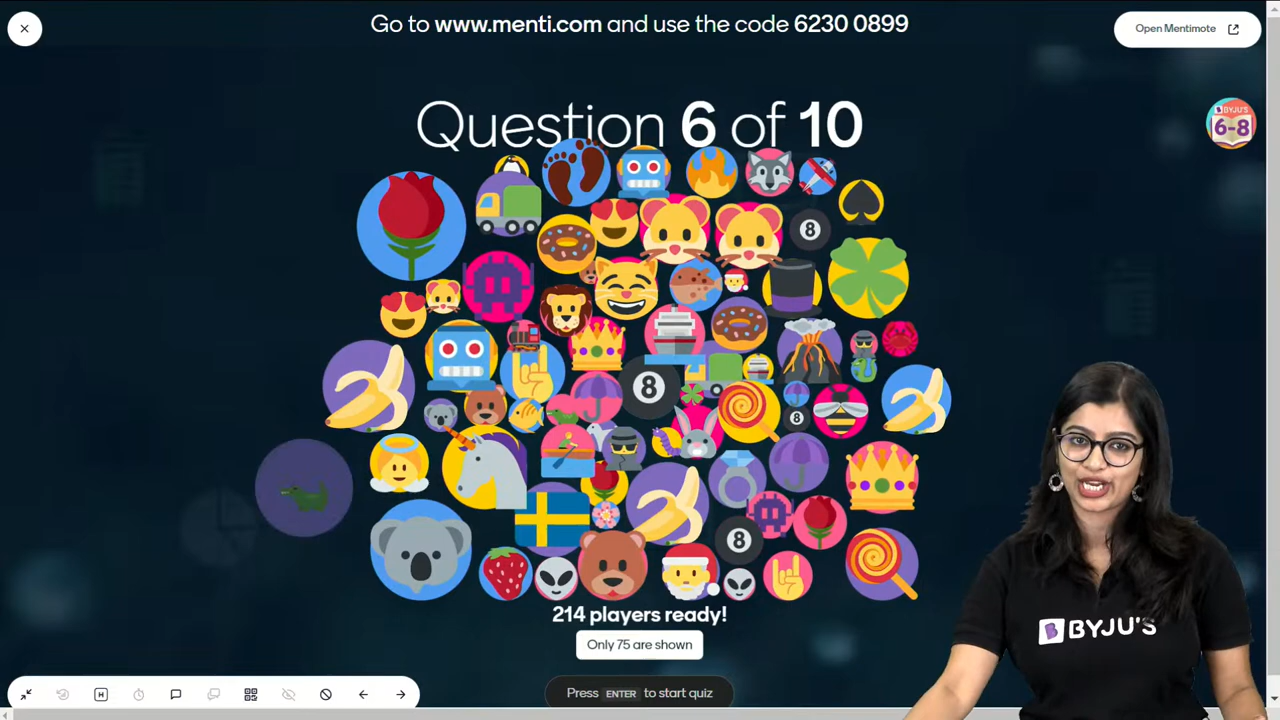 Go to www.menti.com and use the code 6230 0899
Open Mentimote
Question 6 of 10
BYJU'S
6-8
8
8
8
8
8
214 players ready!
Only 75 are shown
Press ENTER to start quiz
H
BYJU'S